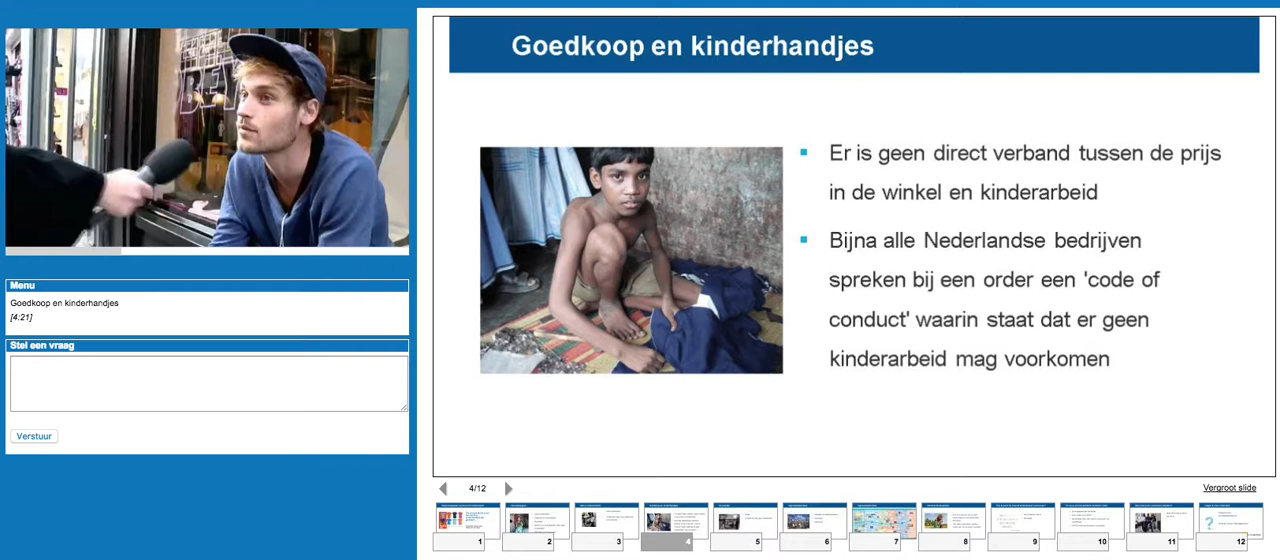 Goedkoop en kinderhandjes
Er is geen direct verband tussen de prijs
in de winkel en kinderarbeid
Bijna alle Nederlandse bedrijven
spreken bij een order een 'code of
conduct' waarin staat dat er geen
kinderarbeid mag voorkomen
Menu
Goedkoop en kinderhandjes
[4:21]
Stel een vraag
Verstuur
4/12
Vergroot slide
1
2
3
4
5
6
7
8
9
10
11
12